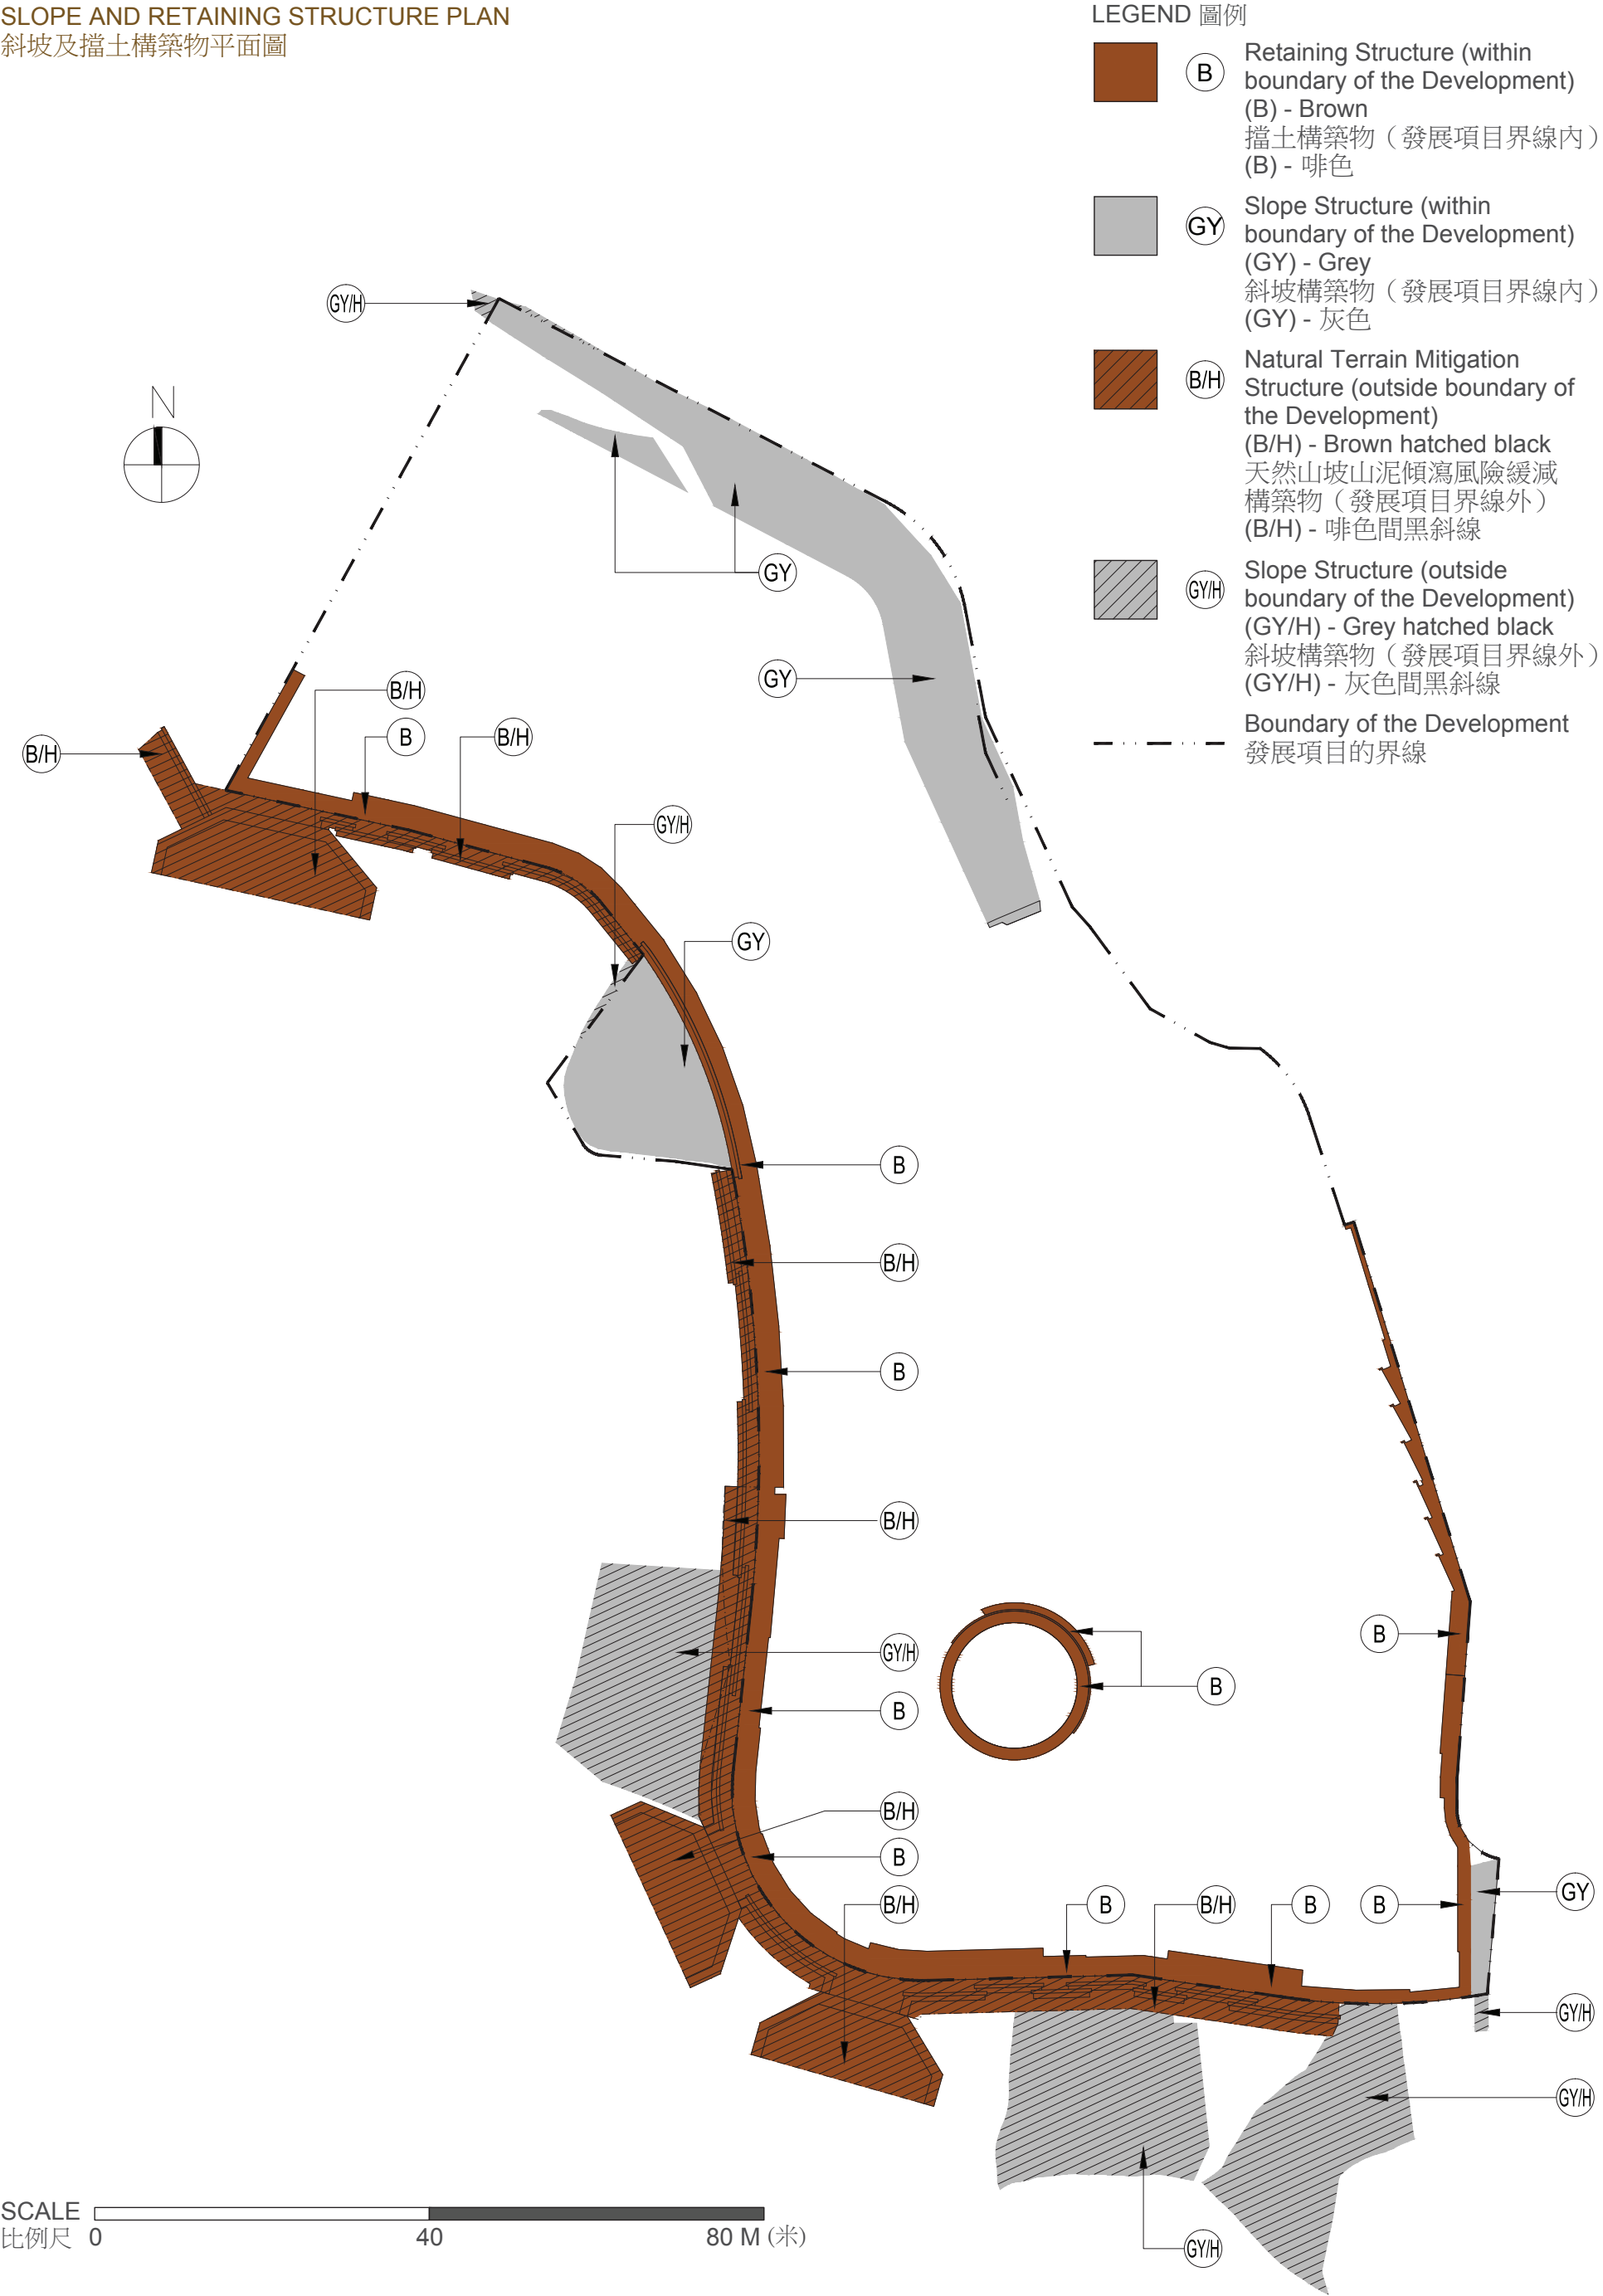 SLOPE AND RETAINING STRUCTURE PLAN
斜坡及擋土構築物平面圖
LEGEND 圖例
B
Retaining Structure (within
boundary of the Development)
(B) - Brown
擋土構築物（發展項目界線內）
(B) - 啡色
GY
Slope Structure (within
boundary of the Development)
(GY) - Grey
斜坡構築物（發展項目界線內）
(GY) - 灰色
B/H
Natural Terrain Mitigation
Structure (outside boundary of
the Development)
(B/H) - Brown hatched black
天然山坡山泥傾瀉風險緩減
構築物（發展項目界線外）
(B/H) - 啡色間黑斜線
GY/H
Slope Structure (outside
boundary of the Development)
(GY/H) - Grey hatched black
斜坡構築物（發展項目界線外）
(GY/H) - 灰色間黑斜線
Boundary of the Development
發展項目的界線
GY/H
N
GY
GY
B/H
B
B/H
B/H
GY/H
GY
B
B/H
B
B/H
B
GY/H
B
B
B/H
B
GY
B/H
B
B/H
B
B
GY/H
GY/H
GY/H
SCALE
比例尺
0
40
80 M (米)